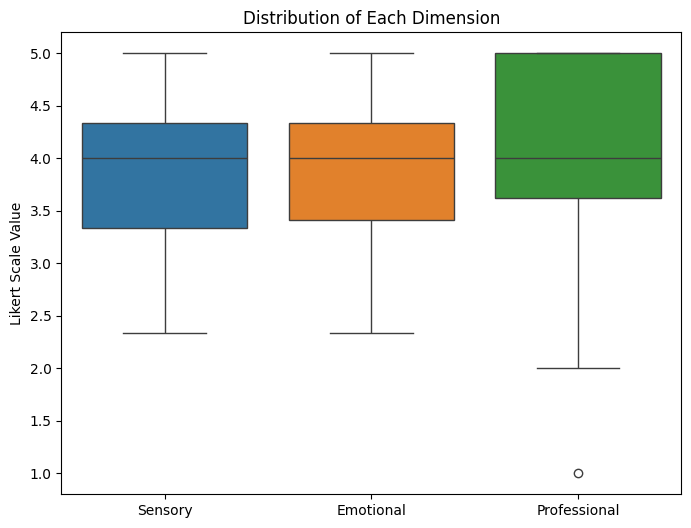 Distribution of Each Dimension
Likert Scale Value
5.0
4.5
4.0
3.5
3.0
2.5
2.0
1.5
1.0
Sensory
Emotional
Professional